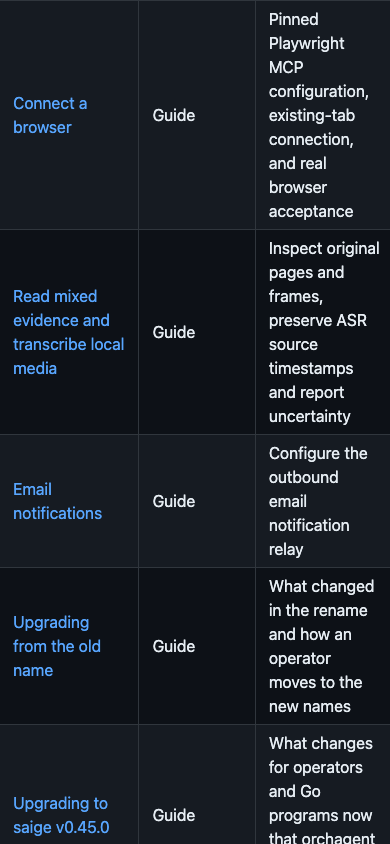 Connect a
browser
Guide
Pinned
Playwright
MCP
configuration,
existing-tab
connection,
and real
browser
acceptance
Read mixed
evidence and
transcribe local
media
Guide
Inspect original
pages and
frames,
preserve ASR
source
timestamps
and report
uncertainty
Email
notifications
Guide
Configure the
outbound
email
notification
relay
Upgrading
from the old
name
Guide
What changed
in the rename
and how an
operator
moves to the
new names
Upgrading to
saige v0.45.0
Guide
What changes
for operators
and Go
programs now
that orchagent